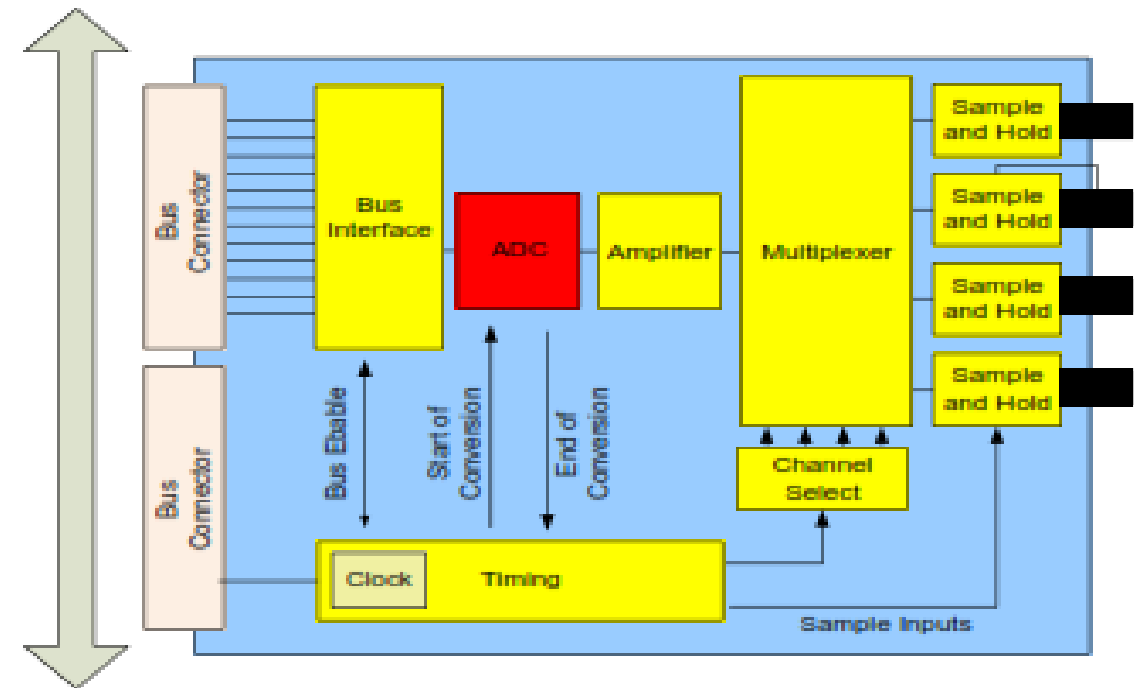 Bus
Connector
Bus
Interface
ADC
Amplifier
Multiplexer
Sample
and Hold
Sample
and Hold
Sample
and Hold
Sample
and Hold
Bus
Connector
Bus Ebable
Start of
Conversion
End of
Conversion
Channel
Select
Clock
Timing
Sample Inputs